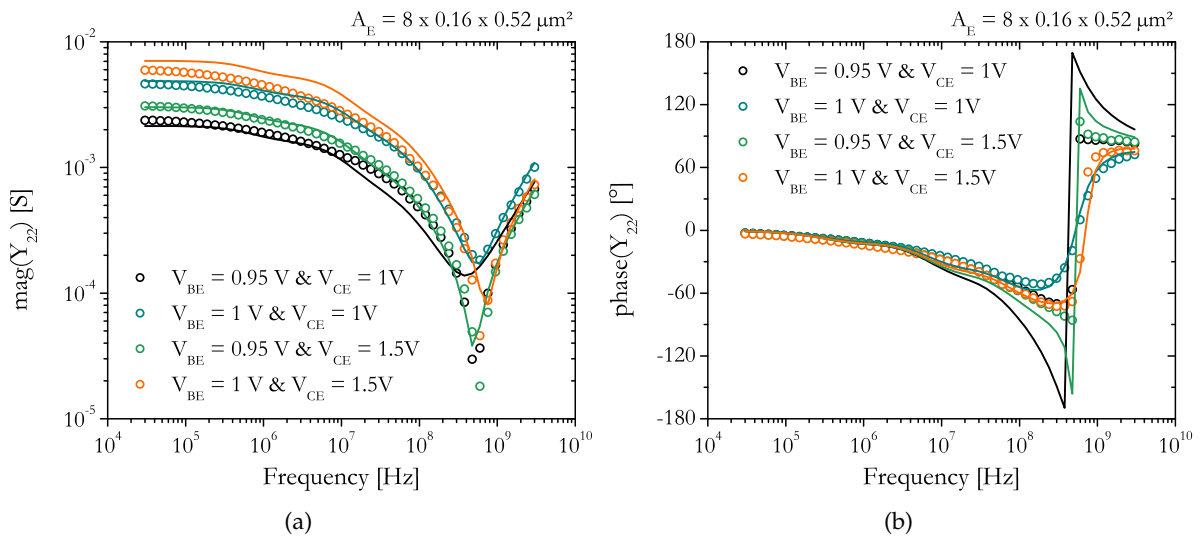 A_E = 8 x 0.16 x 0.52 µm²
mag(Y_22) [S]
10^-2
10^-3
10^-4
10^-5
V_BE = 0.95 V & V_CE = 1V
V_BE = 1 V & V_CE = 1V
V_BE = 0.95 V & V_CE = 1.5V
V_BE = 1 V & V_CE = 1.5V
10^4 10^5 10^6 10^7 10^8 10^9 10^10
Frequency [Hz]
(a)
A_E = 8 x 0.16 x 0.52 µm²
phase(Y_22) [°]
180
120
60
0
-60
-120
-180
V_BE = 0.95 V & V_CE = 1V
V_BE = 1 V & V_CE = 1V
V_BE = 0.95 V & V_CE = 1.5V
V_BE = 1 V & V_CE = 1.5V
10^4 10^5 10^6 10^7 10^8 10^9 10^10
Frequency [Hz]
(b)